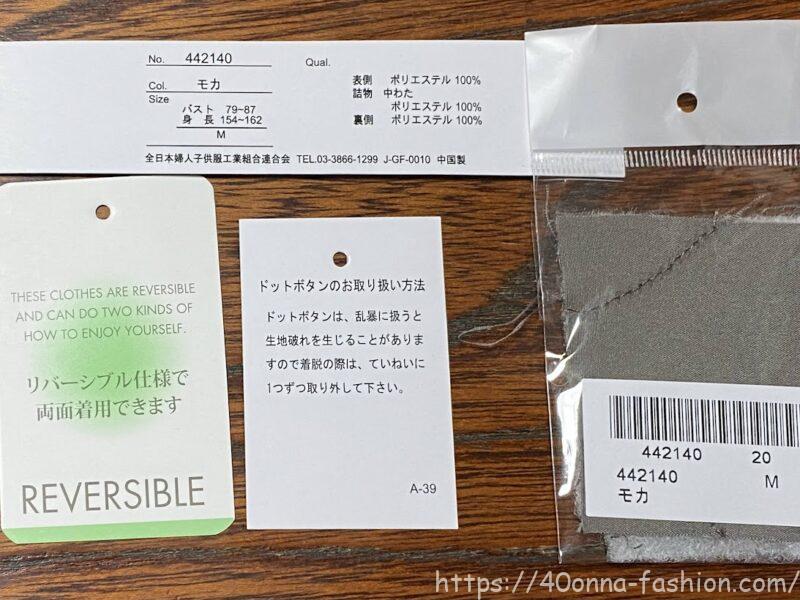 No. 442140
Qual.
Col. モカ
Size
バスト 79~87
身 長 154~162
M
表側 ポリエステル 100%
詰物 中わた
ポリエステル 100%
裏側 ポリエステル 100%
全日本婦人子供服工業組合連合会 TEL.03-3866-1299 J-GF-0010 中国製
THESE CLOTHES ARE REVERSIBLE
AND CAN DO TWO KINDS OF
HOW TO ENJOY YOURSELF.
リバーシブル仕様で
両面着用できます
REVERSIBLE
ドットボタンのお取り扱い方法
ドットボタンは、乱暴に扱うと
生地破れを生じることがありま
すので着脱の際は、ていねいに
1つずつ取り外して下さい。
A-39
442140 20
442140 M
モカ
https://40onna-fashion.com/